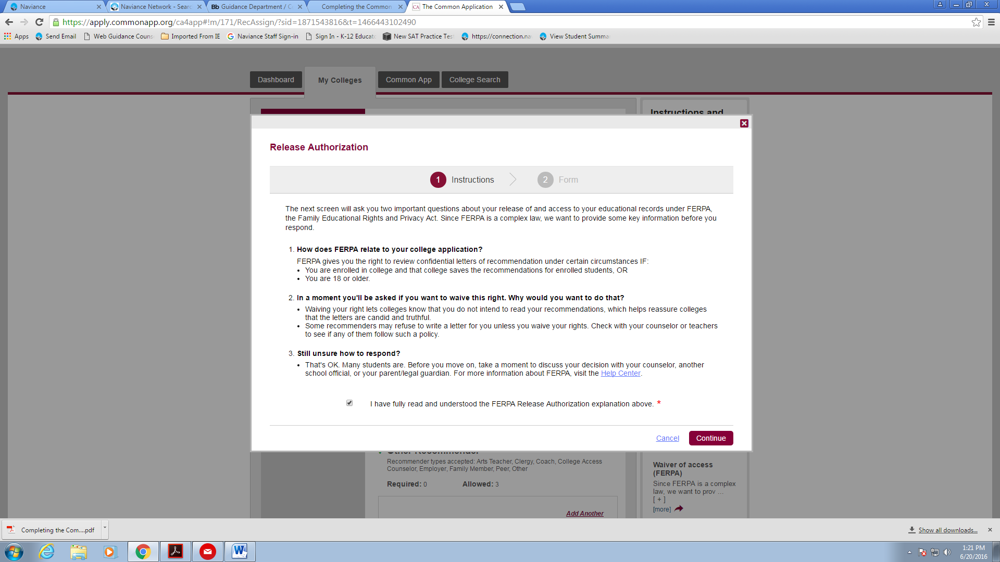 Naviance
Naviance Network - Searc
Bb Guidance Department / C
Completing the Common
CA The Common Application
https://apply.commonapp.org/ca4app#!m/171/RecAssign/?sid=1871543816&t=1466443102490
Apps
Send Email
Web Guidance Couns
Imported From IE
G Naviance Staff Sign-in
Sign In - K-12 Educat
New SAT Practice Tes
https://connection.na
View Student Summa
Dashboard
My Colleges
Common App
College Search
Instructions and
Release Authorization
1 Instructions
2 Form
The next screen will ask you two important questions about your release of and access to your educational records under FERPA,
the Family Educational Rights and Privacy Act. Since FERPA is a complex law, we want to provide some key information before you
respond.
1. How does FERPA relate to your college application?
FERPA gives you the right to review confidential letters of recommendation under certain circumstances IF:
• You are enrolled in college and that college saves the recommendations for enrolled students, OR
• You are 18 or older.
2. In a moment you'll be asked if you want to waive this right. Why would you want to do that?
• Waiving your right lets colleges know that you do not intend to read your recommendations, which helps reassure colleges
that the letters are candid and truthful.
• Some recommenders may refuse to write a letter for you unless you waive your rights. Check with your counselor or teachers
to see if any of them follow such a policy.
3. Still unsure how to respond?
• That's OK. Many students are. Before you move on, take a moment to discuss your decision with your counselor, another
school official, or your parent/legal guardian. For more information about FERPA, visit the Help Center.
I have fully read and understood the FERPA Release Authorization explanation above. *
Cancel
Continue
Other Recommender
Recommender types accepted: Arts Teacher, Clergy, Coach, College Access
Counselor, Employer, Family Member, Peer, Other
Required: 0
Allowed: 3
Add Another
Waiver of access
(FERPA)
Since FERPA is a complex
law, we want to prov ...
[ + ]
[more]
Completing the Com....pdf
Show all downloads...
1:21 PM
6/20/2016